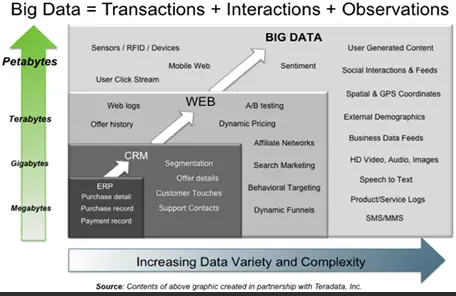 Big Data = Transactions + Interactions + Observations
Petabytes
Terabytes
Gigabytes
Megabytes
BIG DATA
Sensors / RFID / Devices
Mobile Web
User Click Stream
Sentiment
User Generated Content
Social Interactions & Feeds
Spatial & GPS Coordinates
External Demographics
Business Data Feeds
HD Video, Audio, Images
Speech to Text
Product/Service Logs
SMS/MMS
WEB
Web logs
Offer history
A/B testing
Dynamic Pricing
Affiliate Networks
Search Marketing
Behavioral Targeting
Dynamic Funnels
CRM
Segmentation
Offer details
Customer Touches
Support Contacts
ERP
Purchase detail
Purchase record
Payment record
Increasing Data Variety and Complexity
Source: Contents of above graphic created in partnership with Teradata, Inc.